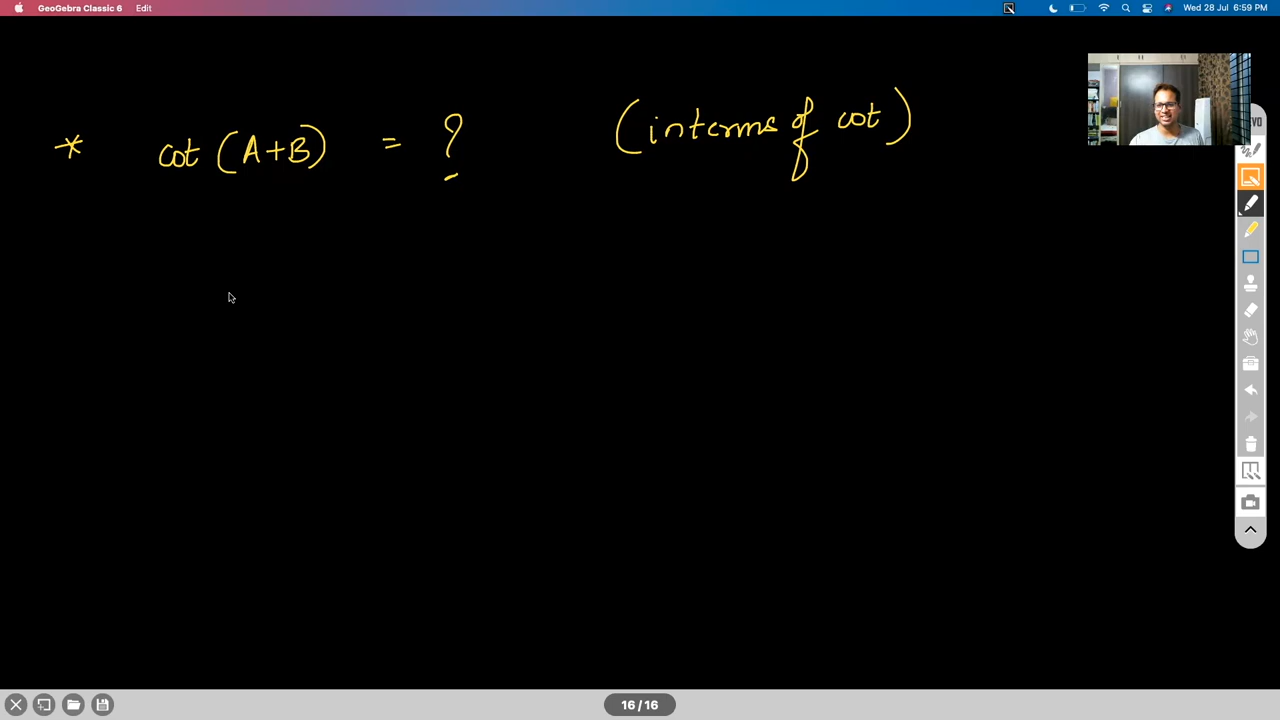 GeoGebra Classic 6 Edit Wed 28 Jul 6:59 PM
* cot (A+B) = ? (interms of cot)
16/16